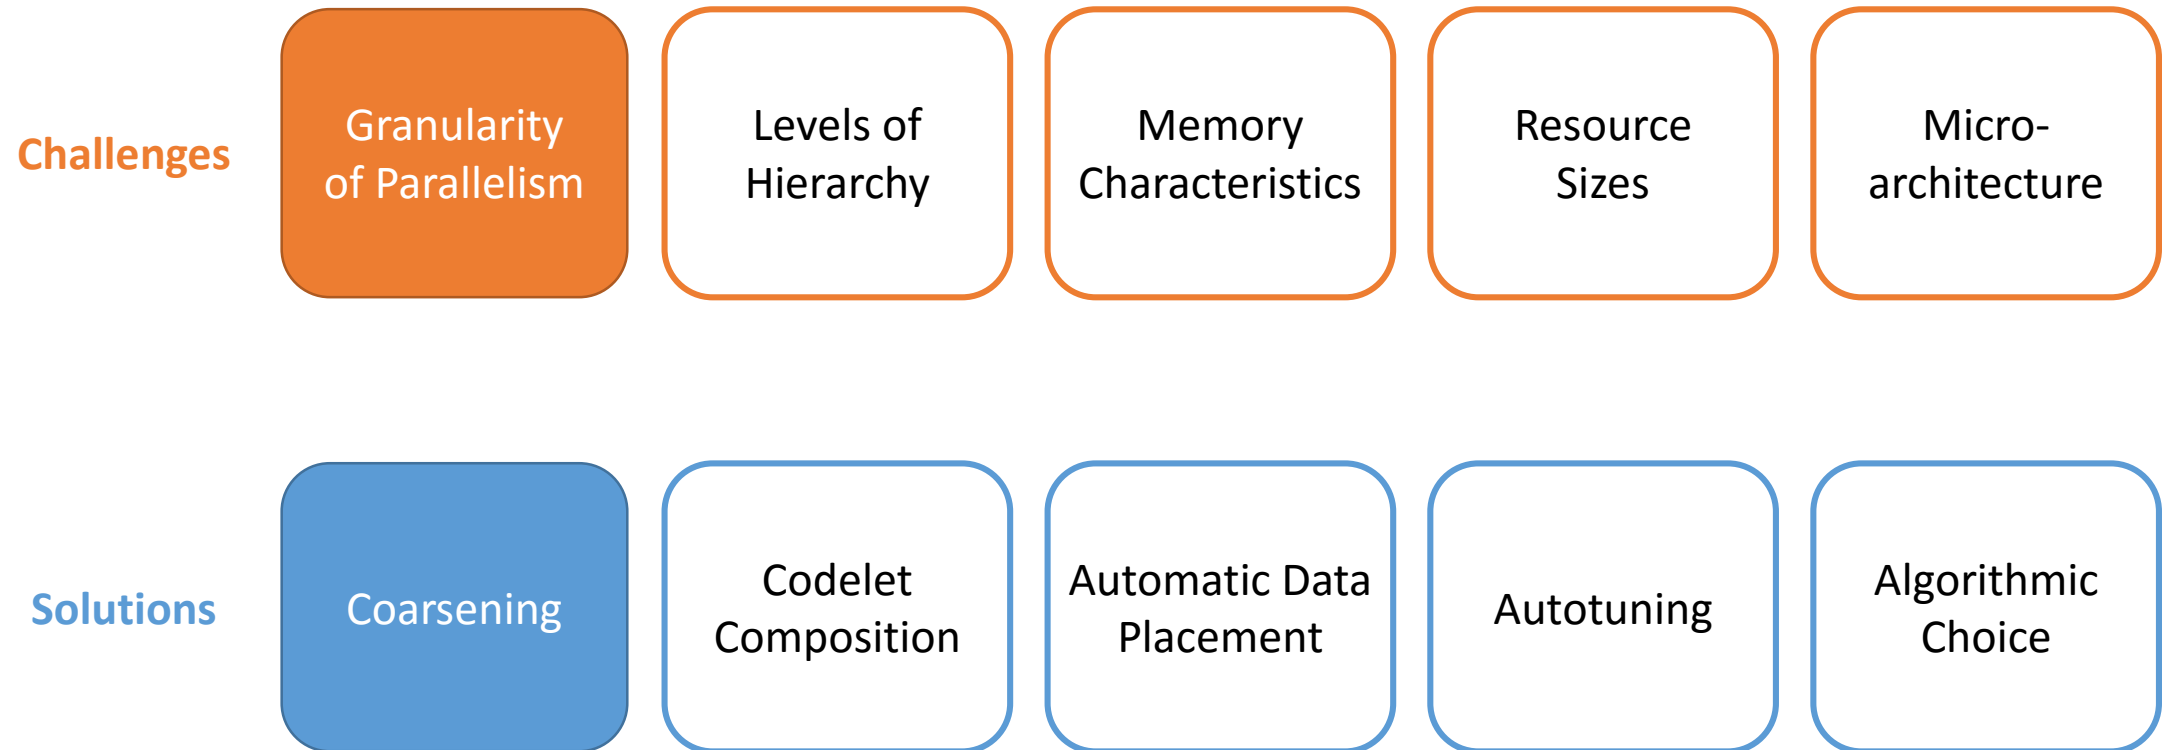 Challenges
Granularity
of Parallelism
Levels of
Hierarchy
Memory
Characteristics
Resource
Sizes
Micro-
architecture
Solutions
Coarsening
Codelet
Composition
Automatic Data
Placement
Autotuning
Algorithmic
Choice